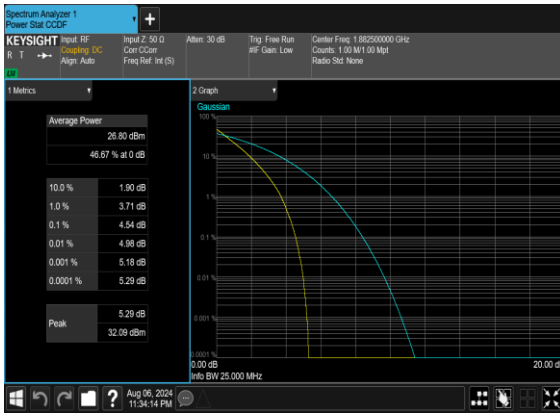 Spectrum Analyzer 1
Power Stat CCDF
KEYSIGHT
R T
LXI
Input: RF
Coupling: DC
Align: Auto
Input Z: 50 Ω
Corr CCorr
Freq Ref: Int (S)
Atten: 30 dB
Trig: Free Run
#IF Gain: Low
Center Freq: 1.882500000 GHz
Counts: 1.00 M/1.00 Mpt
Radio Std: None
1 Metrics
Average Power
26.80 dBm
46.67 % at 0 dB
10.0 % 1.90 dB
1.0 % 3.71 dB
0.1 % 4.54 dB
0.01 % 4.98 dB
0.001 % 5.18 dB
0.0001 % 5.29 dB
Peak
5.29 dB
32.09 dBm
2 Graph
Gaussian
100 %
10 %
1 %
0.1 %
0.01 %
0.001 %
0.0001 %
0.00 dB
20.00 d
Info BW 25.000 MHz
?
Aug 06, 2024
11:34:14 PM